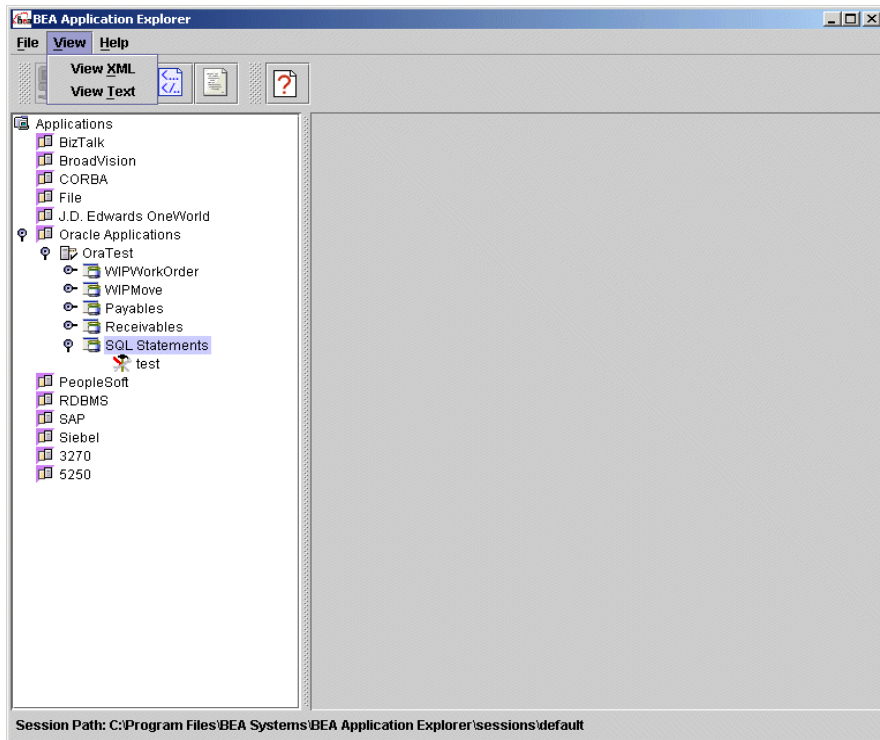 BEA Application Explorer
File View Help
View XML
View Text
<...
</..
?
Applications
BizTalk
BroadVision
CORBA
File
J.D. Edwards OneWorld
Oracle Applications
OraTest
WIPWorkOrder
WIPMove
Payables
Receivables
SQL Statements
test
PeopleSoft
RDBMS
SAP
Siebel
3270
5250
Session Path: C:\Program Files\BEA Systems\BEA Application Explorer\sessions\default